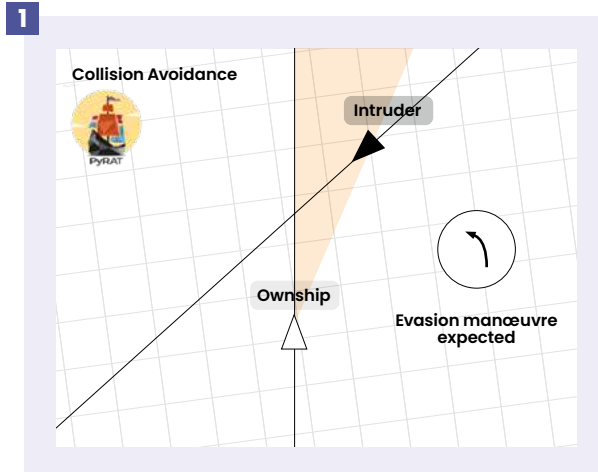 1
Collision Avoidance
PyRAT
Intruder
Ownship
Evasion manœuvre
expected